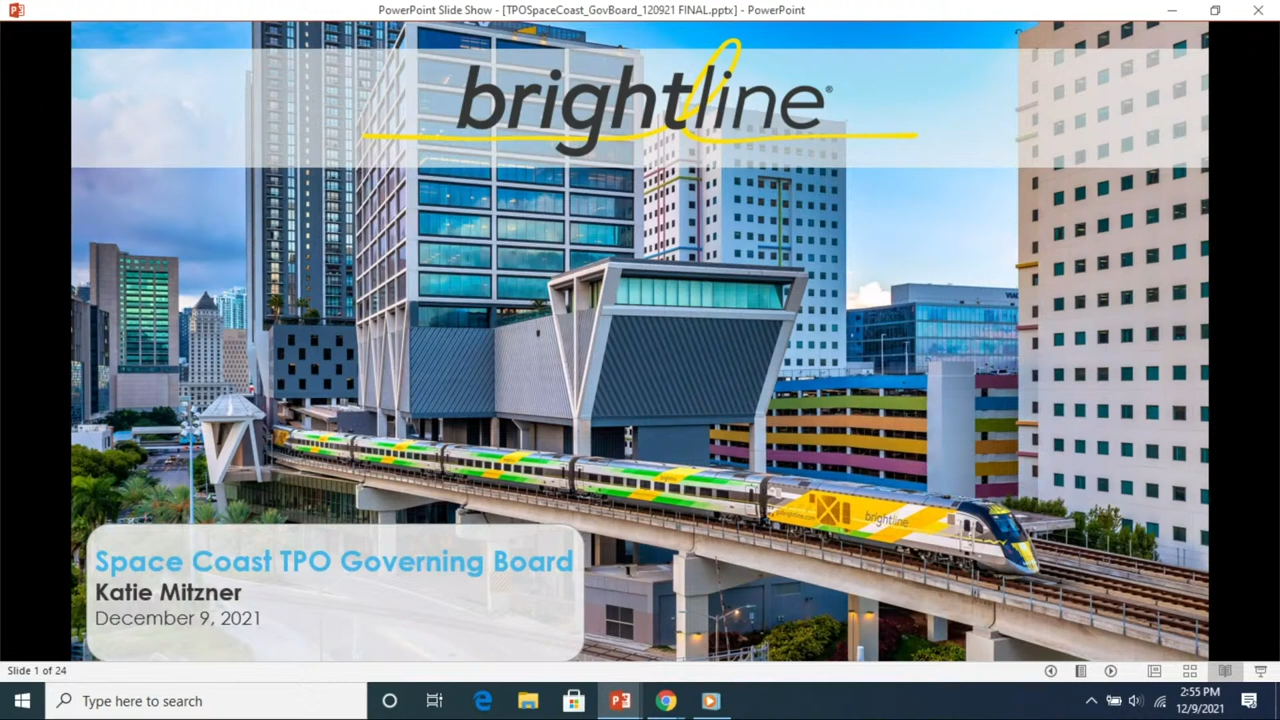 PowerPoint Slide Show - [TPOSpaceCoast_GovBoard_120921 FINAL.pptx] - PowerPoint
brightline®
brightline
Space Coast TPO Governing Board
Katie Mitzner
December 9, 2021
Slide 1 of 24
Type here to search
2:55 PM
12/9/2021